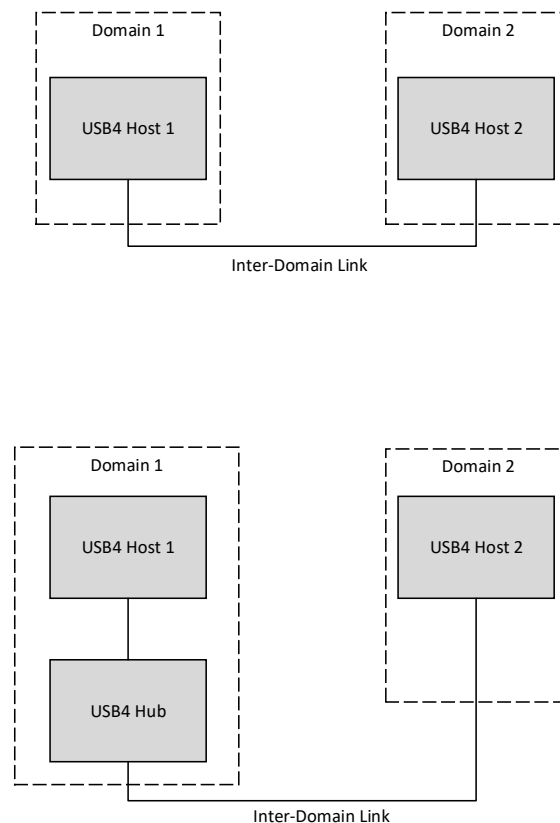 Domain 1
Domain 2
USB4 Host 1
USB4 Host 2
Inter-Domain Link
Domain 1
Domain 2
USB4 Host 1
USB4 Host 2
USB4 Hub
Inter-Domain Link